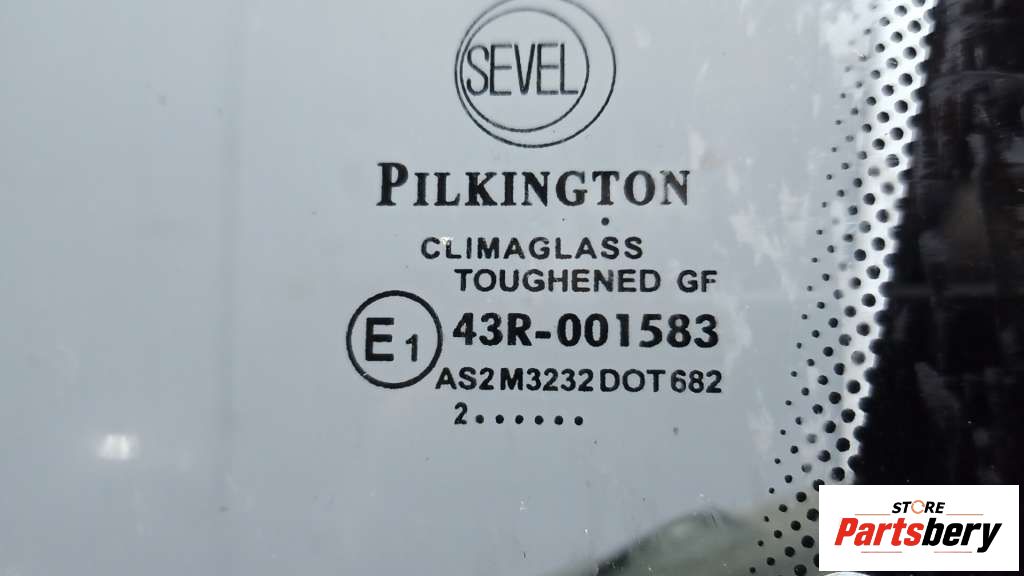 SEVEL
PILKINGTON
CLIMAGLASS
TOUGHENED GF
E1 43R-001583
AS2 M3232 DOT 682
2......
STORE
Partsbery